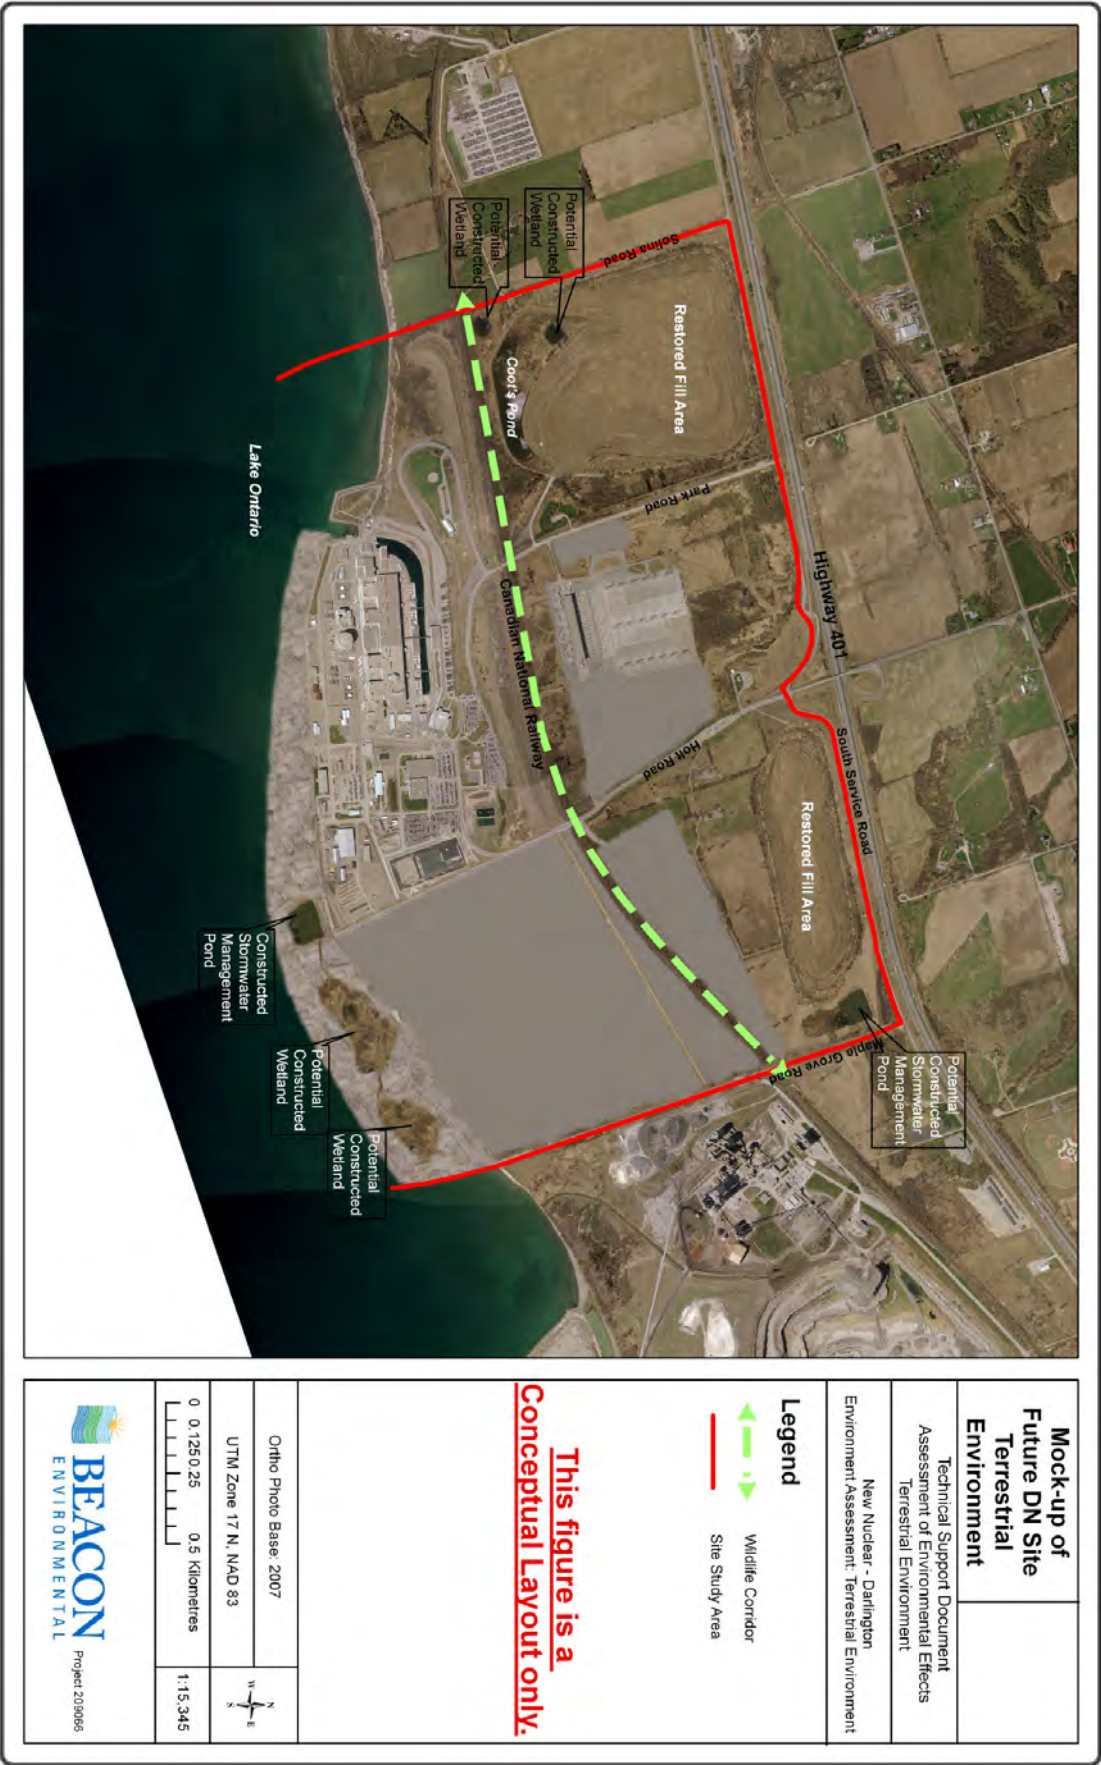 Potential
Constructed
Wetland
Potential
Constructed
Wetland
Solina Road
Restored Fill Area
Coot's Pond
Lake Ontario
Park Road
Canadian National Railway
Highway 401
Holt Road
South Service Road
Restored Fill Area
Maple Grove Road
Constructed
Stormwater
Management
Pond
Potential
Constructed
Wetland
Potential
Constructed
Wetland
Potential
Constructed
Stormwater
Management
Pond
Mock-up of
Future DN Site
Terrestrial
Environment
Technical Support Document
Assessment of Environmental Effects
Terrestrial Environment
New Nuclear - Darlington
Environment Assessment: Terrestrial Environment
Legend
Wildlife Corridor
Site Study Area
This figure is a
Conceptual Layout only.
Ortho Photo Base: 2007
UTM Zone 17 N, NAD 83
N
W E
S
0 0.125 0.25 0.5 Kilometres
1:15,345
BEACON
ENVIRONMENTAL
Project 209066